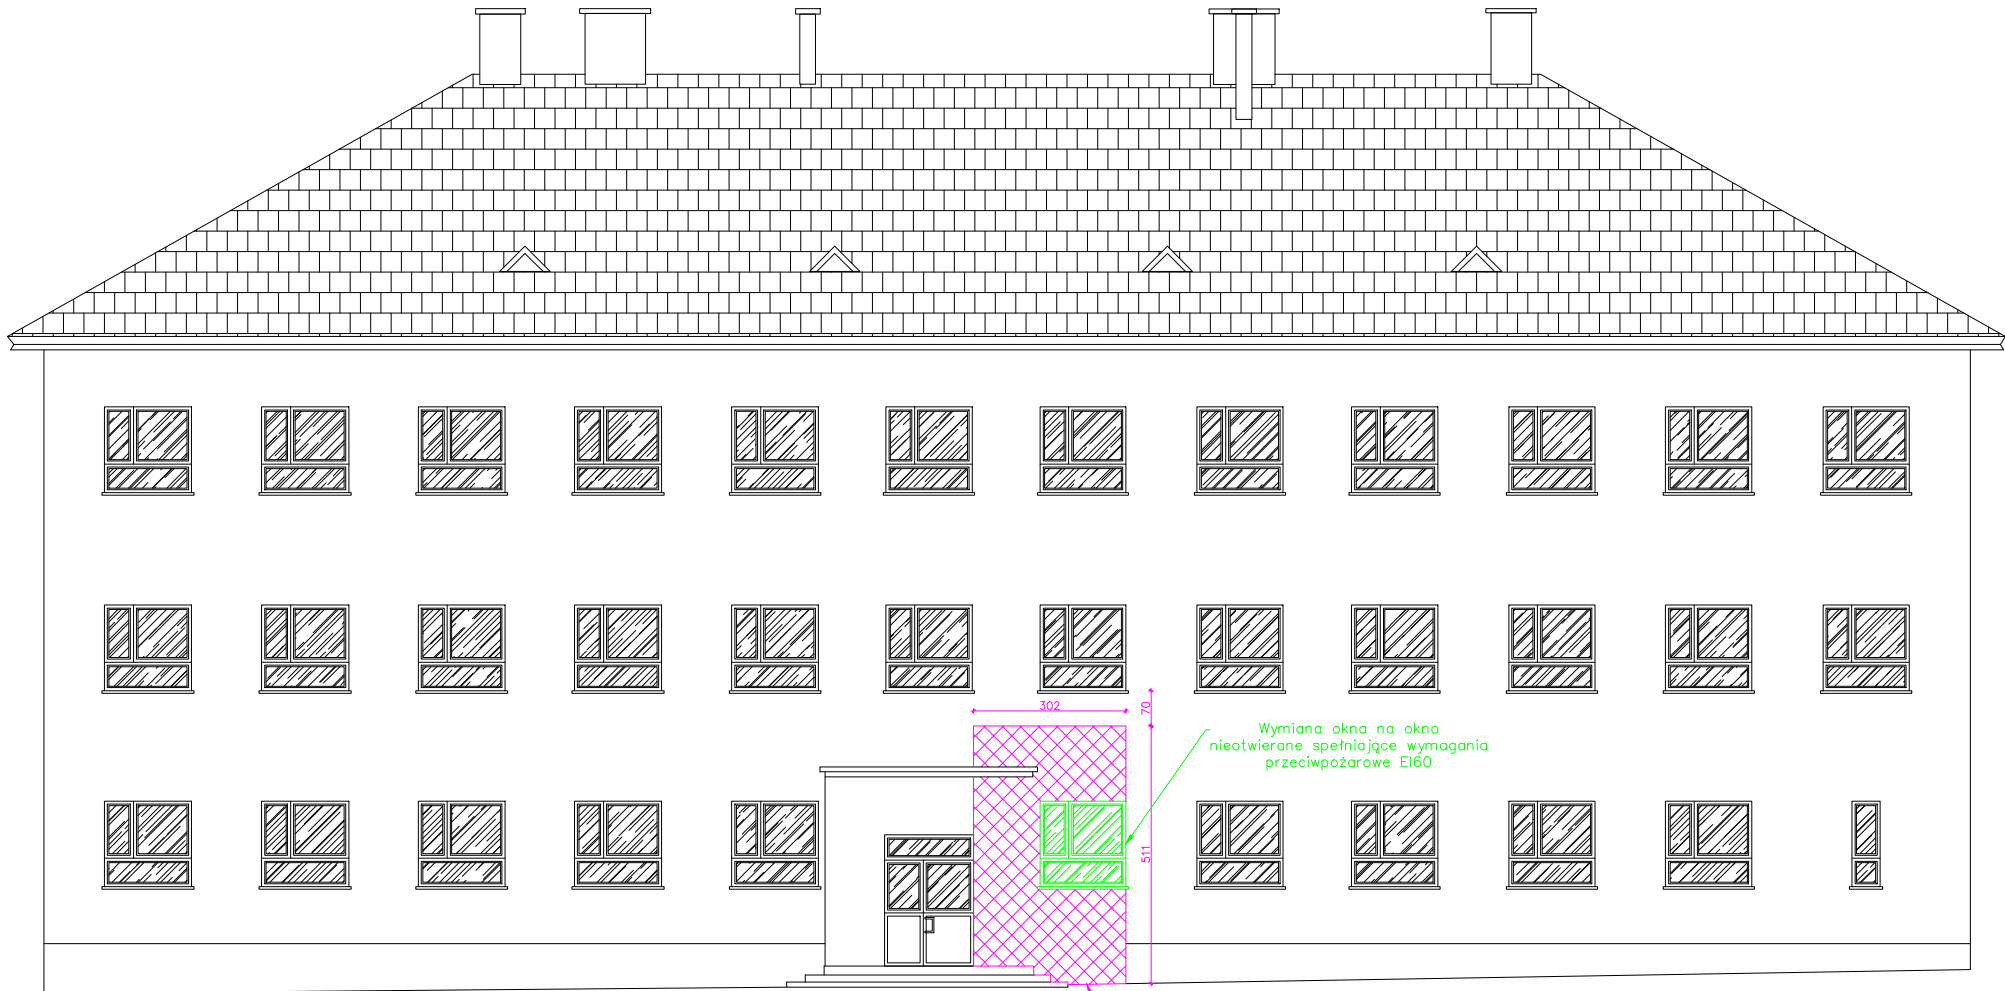 302
70
Wymiana okna na okno
nieotwierane spełniające wymagania
przeciwpożarowe EI60
511